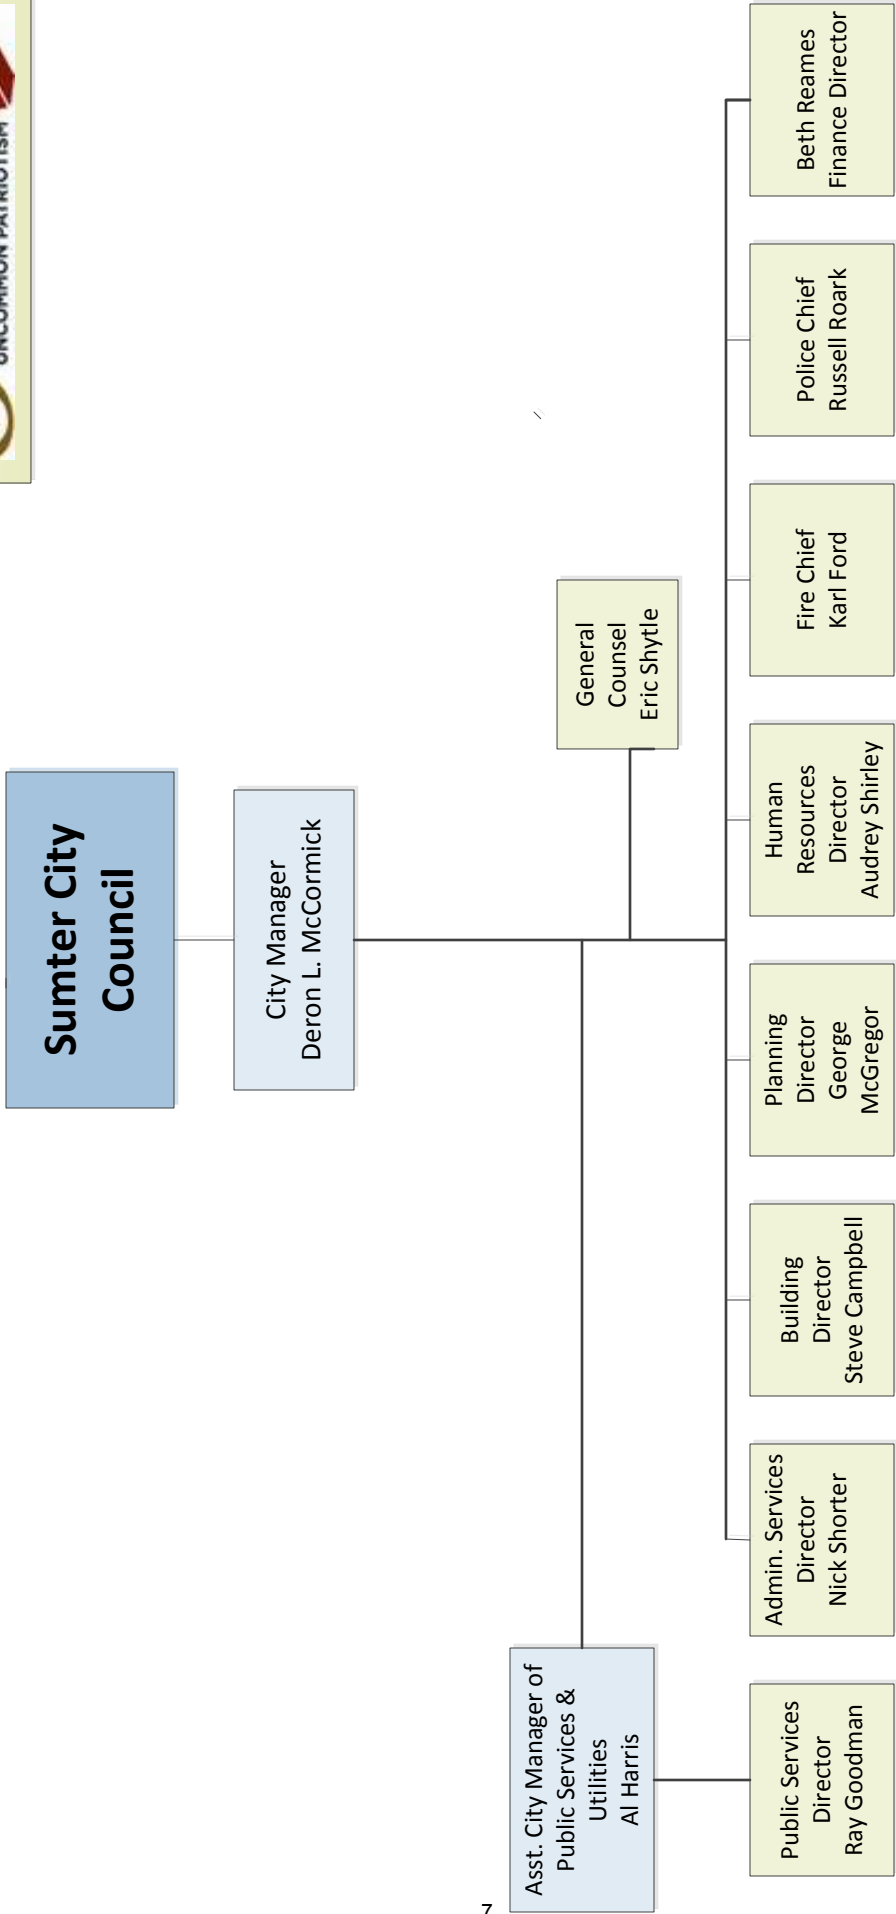 UNCOMMON PATRIOTISM
Sumter City
Council
City Manager
Deron L. McCormick
General
Counsel
Eric Shytle
Asst. City Manager of
Public Services &
Utilities
Al Harris
Public Services
Director
Ray Goodman
Admin. Services
Director
Nick Shorter
Building
Director
Steve Campbell
Planning
Director
George
McGregor
Human
Resources
Director
Audrey Shirley
Fire Chief
Karl Ford
Police Chief
Russell Roark
Beth Reames
Finance Director
7